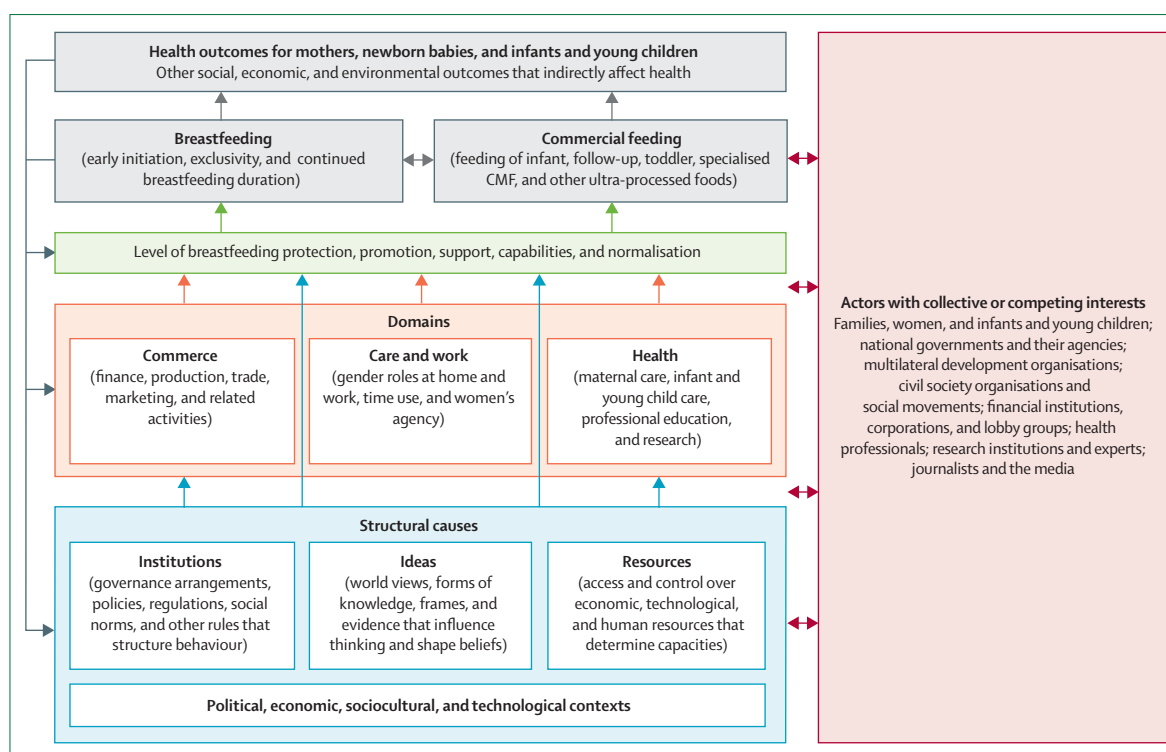 Health outcomes for mothers, newborn babies, and infants and young children
Other social, economic, and environmental outcomes that indirectly affect health
Breastfeeding
(early initiation, exclusivity, and continued
breastfeeding duration)
Commercial feeding
(feeding of infant, follow-up, toddler, specialised
CMF, and other ultra-processed foods)
Level of breastfeeding protection, promotion, support, capabilities, and normalisation
Domains
Commerce
(finance, production, trade,
marketing, and related
activities)
Care and work
(gender roles at home and
work, time use, and women's
agency)
Health
(maternal care, infant and
young child care,
professional education,
and research)
Structural causes
Institutions
(governance arrangements,
policies, regulations, social
norms, and other rules that
structure behaviour)
Ideas
(world views, forms of
knowledge, frames, and
evidence that influence
thinking and shape beliefs)
Resources
(access and control over
economic, technological,
and human resources that
determine capacities)
Political, economic, sociocultural, and technological contexts
Actors with collective or competing interests
Families, women, and infants and young children;
national governments and their agencies;
multilateral development organisations;
civil society organisations and
social movements; financial institutions,
corporations, and lobby groups; health
professionals; research institutions and experts;
journalists and the media